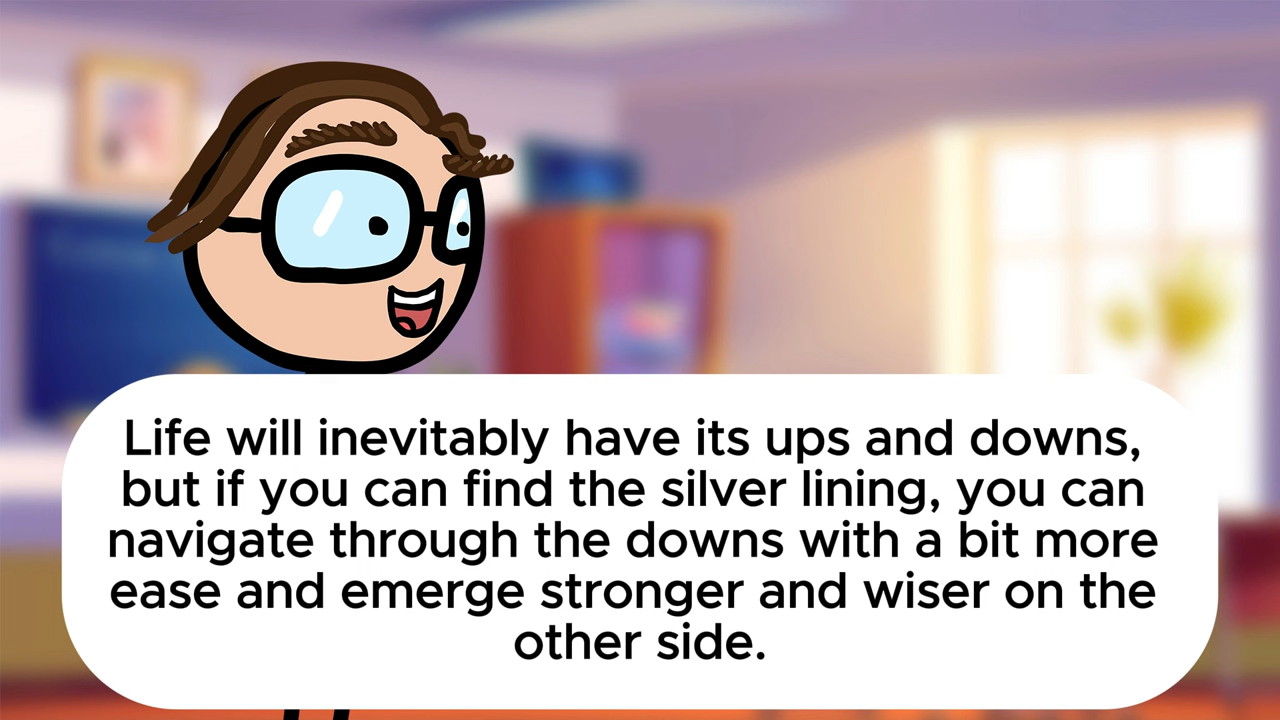 Life will inevitably have its ups and downs,
but if you can find the silver lining, you can
navigate through the downs with a bit more
ease and emerge stronger and wiser on the
other side.